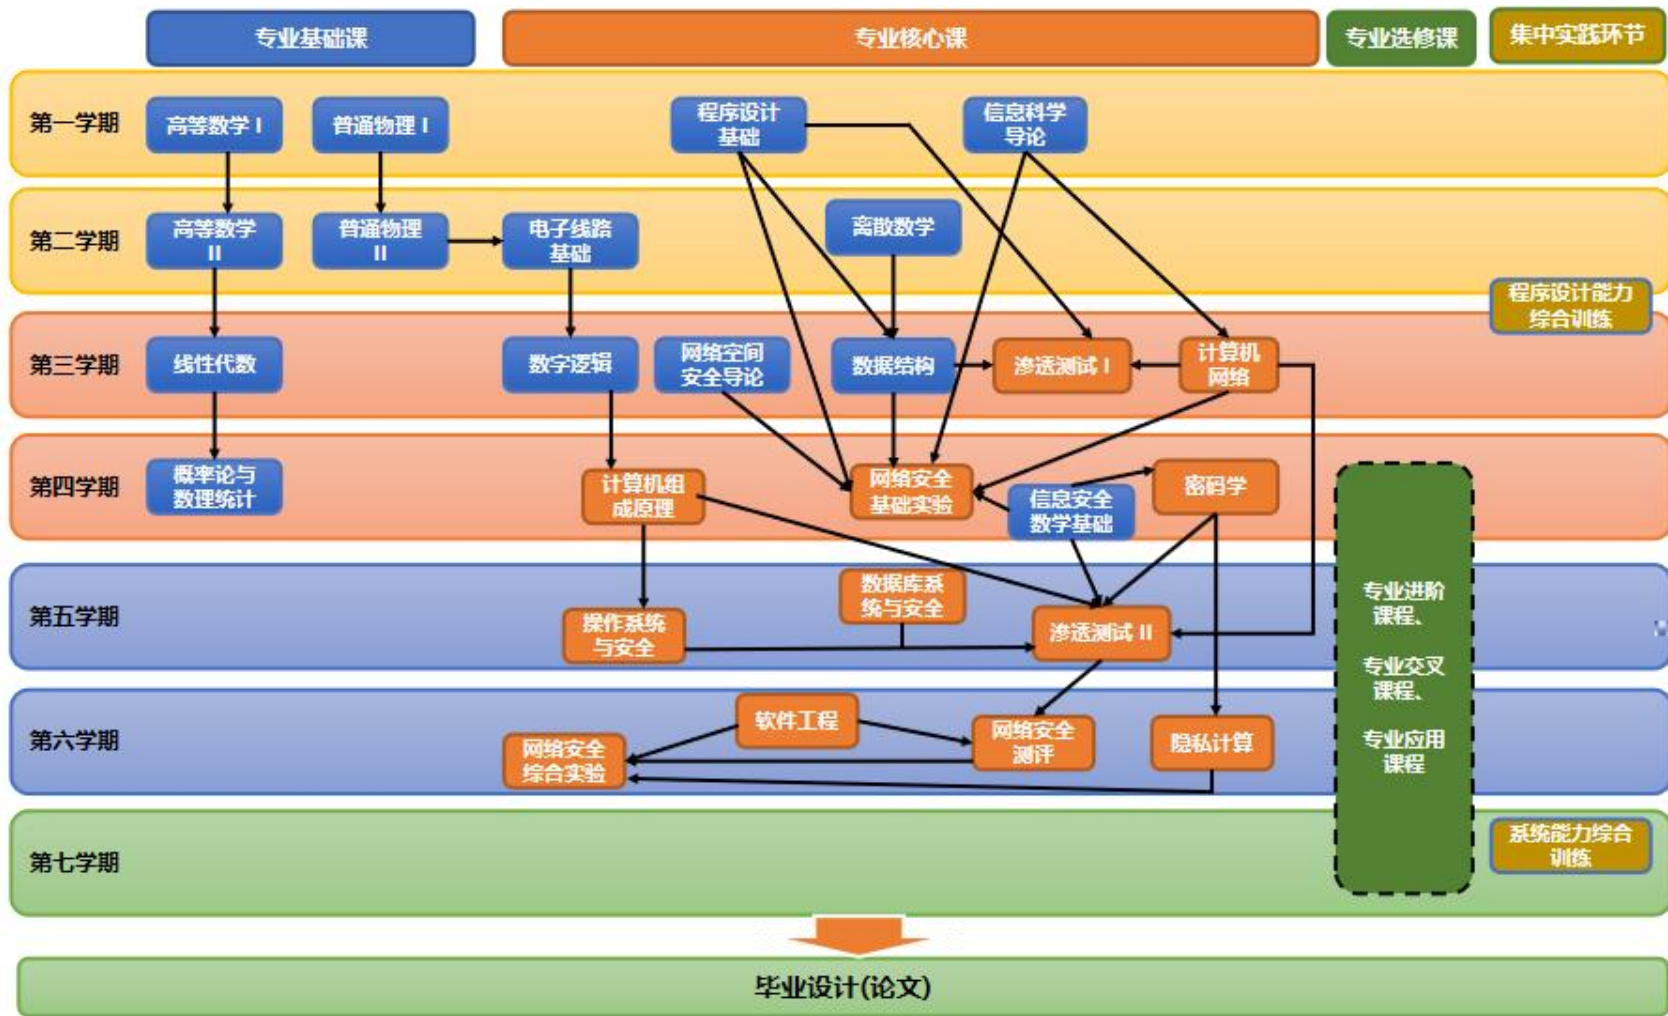 专业基础课
专业核心课
专业选修课
集中实践环节
第一学期
高等数学 I
普通物理 I
程序设计
基础
信息科学
导论
第二学期
高等数学
II
普通物理
II
电子线路
基础
离散数学
程序设计能力
综合训练
第三学期
线性代数
数字逻辑
网络空间
安全导论
数据结构
渗透测试 I
计算机
网络
第四学期
概率论与
数理统计
计算机组
成原理
网络安全
基础实验
信息安全
数学基础
密码学
第五学期
操作系统
与安全
数据库系
统与安全
渗透测试 II
专业进阶
课程、
专业交叉
课程、
专业应用
课程
第六学期
网络安全
综合实验
软件工程
网络安全
测评
隐私计算
第七学期
系统能力综合
训练
毕业设计(论文)